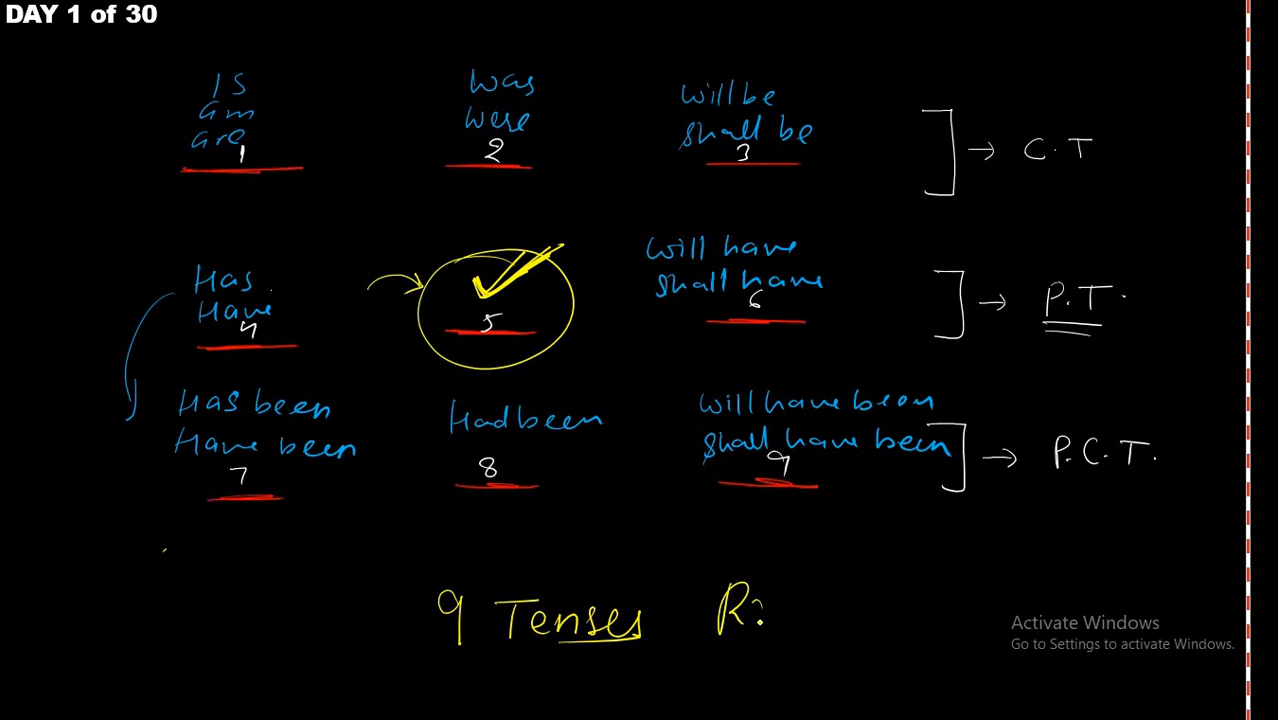 DAY 1 of 30
Is
am
are
1
Was
Were
2
Will be
Shall be
3
→ C.T
Has
Have
4
5
Will have
Shall have
6
→ P.T.
Has been
Have been
7
Had been
8
Will have been
Shall have been
9
→ P.C.T.
9 Tenses R:
Activate Windows
Go to Settings to activate Windows.